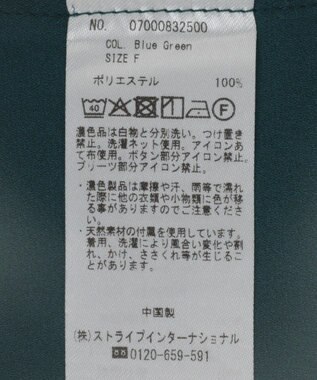 NO. 07000832500
COL. Blue Green
SIZE F
ポリエステル 100%
40 F
濃色品は白物と分別洗い。つけ置き
禁止。洗濯ネット使用。アイロンあ
て布使用。ボタン部分アイロン禁止。
プリーツ部分アイロン禁止。
・濃色製品は摩擦や汗、雨等で濡れ
た際に他の衣類や小物類に色が移
る事がありますのでご注意くださ
い。
・天然素材の付属を使用しています。
着用、洗濯により風合い変化や割
れ、かけ、ささくれ等が生じること
があります。
中国製
(株)ストライプインターナショナル
0120-659-591